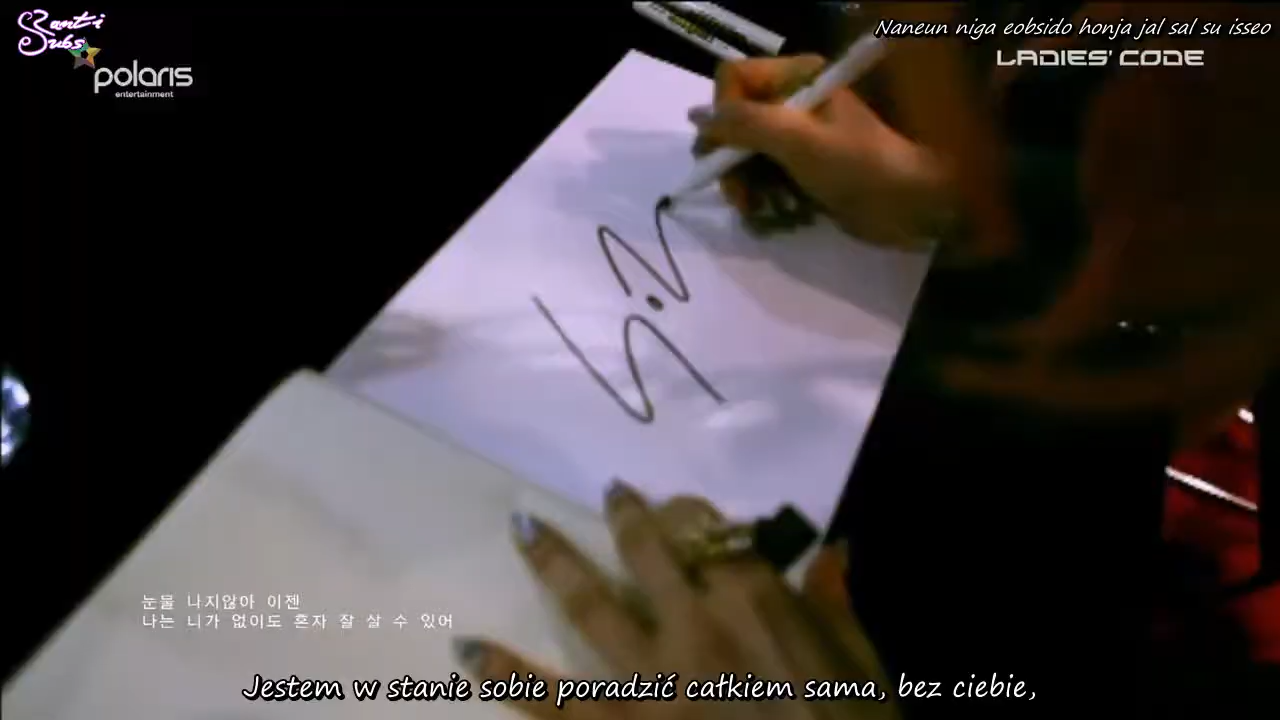 Santi
Subs
Naneun niga eobsido honja jal sal su isseo
polaris
entertainment
LADIES' CODE
눈물 나지않아 이젠
나는 니가 없이도 혼자 잘 살 수 있어
Jestem w stanie sobie poradzić całkiem sama, bez ciebie,